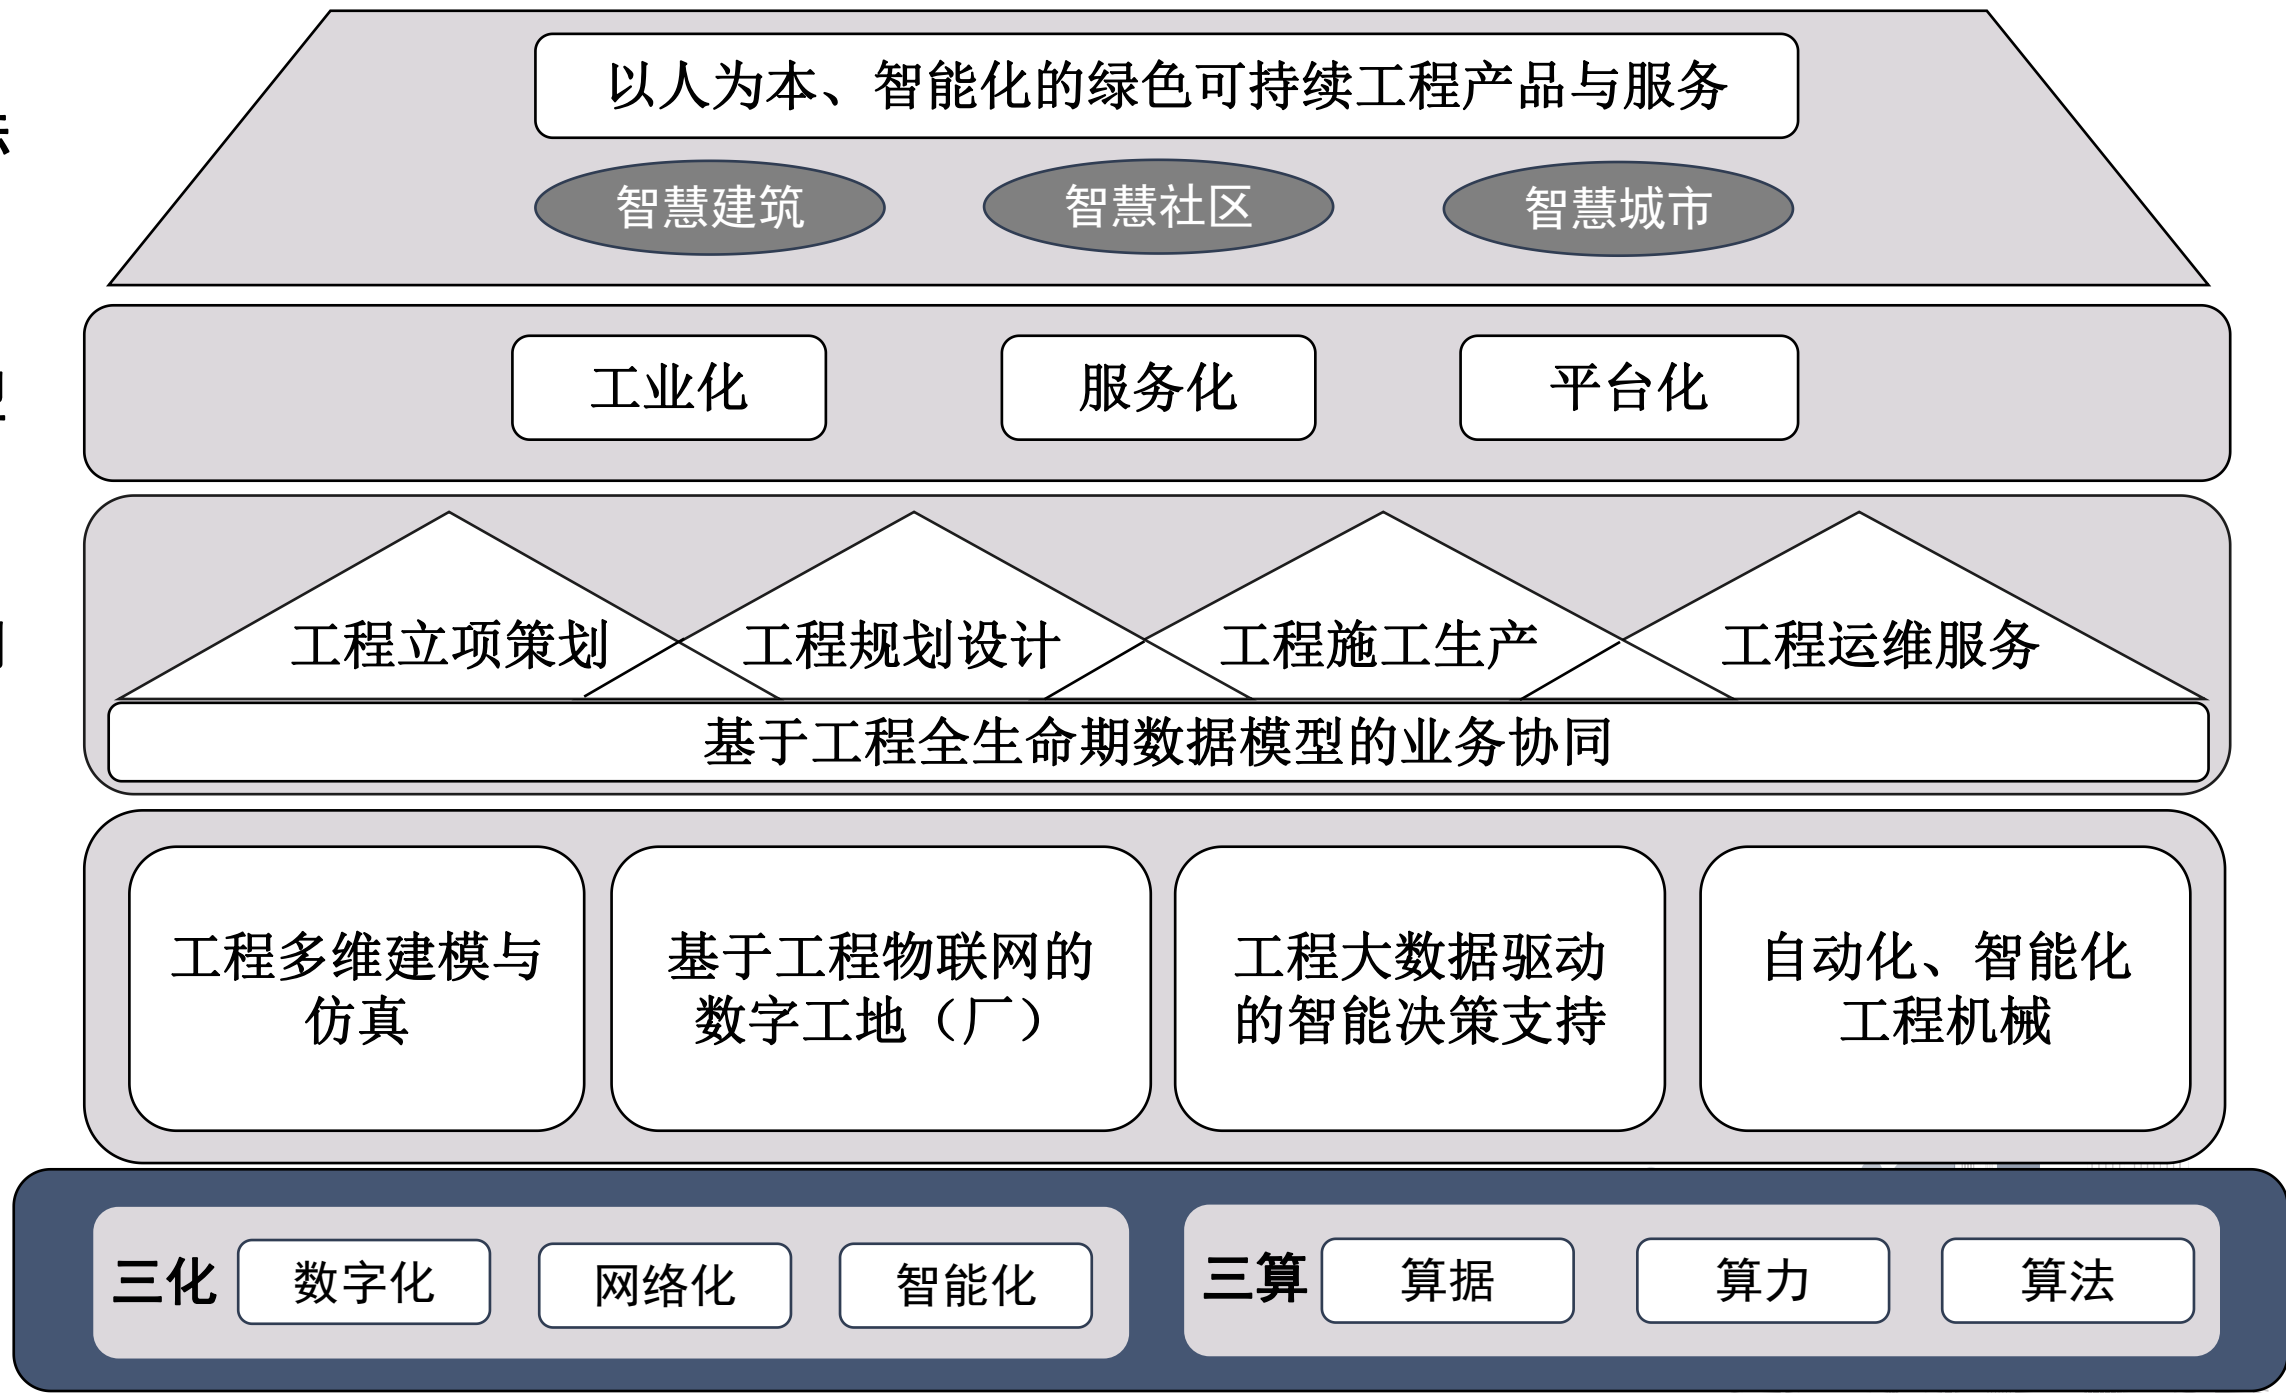 以人为本、智能化的绿色可持续工程产品与服务
智慧建筑
智慧社区
智慧城市
工业化
服务化
平台化
工程立项策划
工程规划设计
工程施工生产
工程运维服务
基于工程全生命期数据模型的业务协同
工程多维建模与
仿真
基于工程物联网的
数字工地（厂）
工程大数据驱动
的智能决策支持
自动化、智能化
工程机械
三化
数字化
网络化
智能化
三算
算据
算力
算法